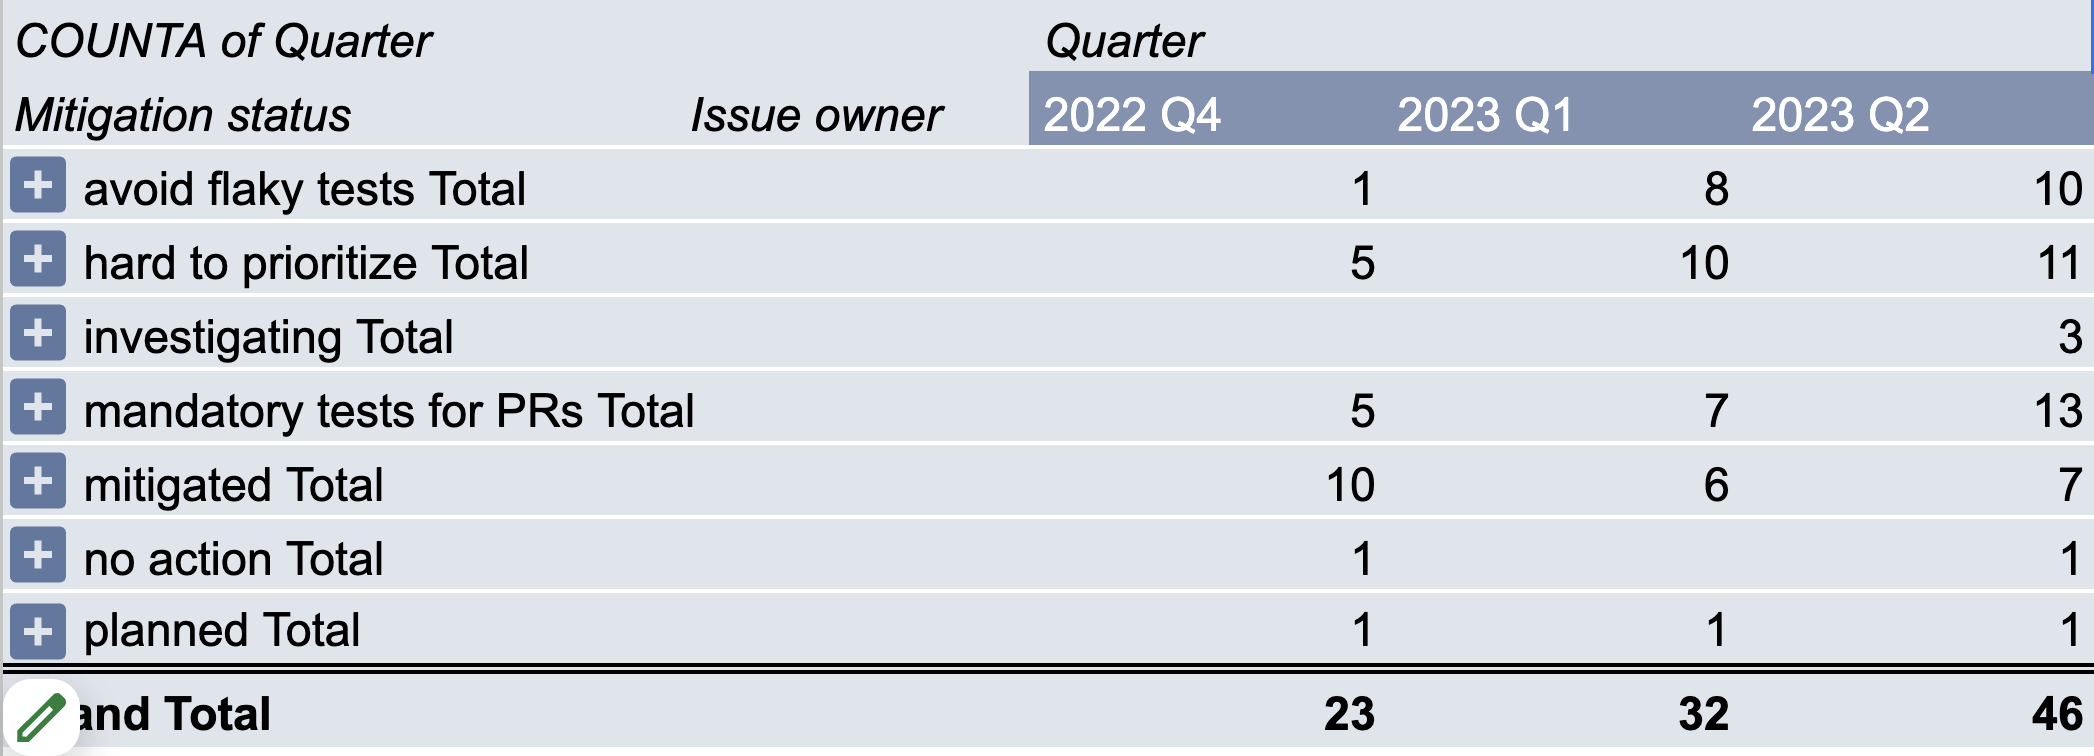 COUNTA of Quarter Quarter
Mitigation status Issue owner 2022 Q4 2023 Q1 2023 Q2
avoid flaky tests Total 1 8 10
hard to prioritize Total 5 10 11
investigating Total 3
mandatory tests for PRs Total 5 7 13
mitigated Total 10 6 7
no action Total 1 1
planned Total 1 1 1
and Total 23 32 46